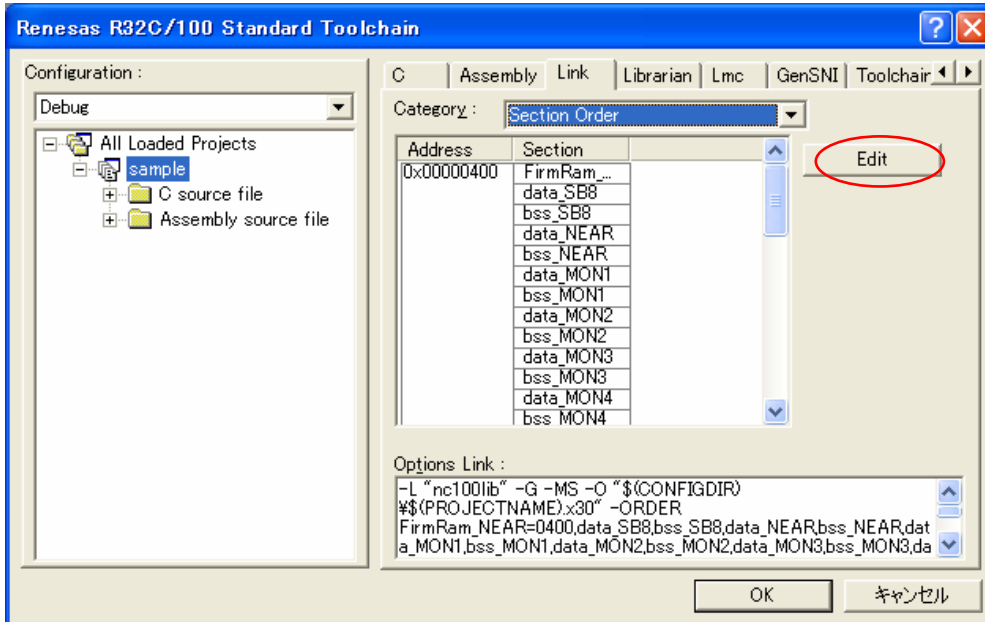 Renesas R32C/100 Standard Toolchain
Configuration :
Debug
All Loaded Projects
sample
C source file
Assembly source file
C
Assembly
Link
Librarian
Lmc
GenSNI
Toolchair
Category :
Section Order
Address
Section
0x00000400
FirmRam_...
data_SB8
bss_SB8
data_NEAR
bss_NEAR
data_MON1
bss_MON1
data_MON2
bss_MON2
data_MON3
bss_MON3
data_MON4
bss_MON4
Edit
Options Link :
-L "nc100lib" -G -MS -O "$(CONFIGDIR)
¥$(PROJECTNAME).x30" -ORDER
FirmRam_NEAR=0400,data_SB8,bss_SB8,data_NEAR,bss_NEAR,dat
a_MON1,bss_MON1,data_MON2,bss_MON2,data_MON3,bss_MON3,da
OK
キャンセル